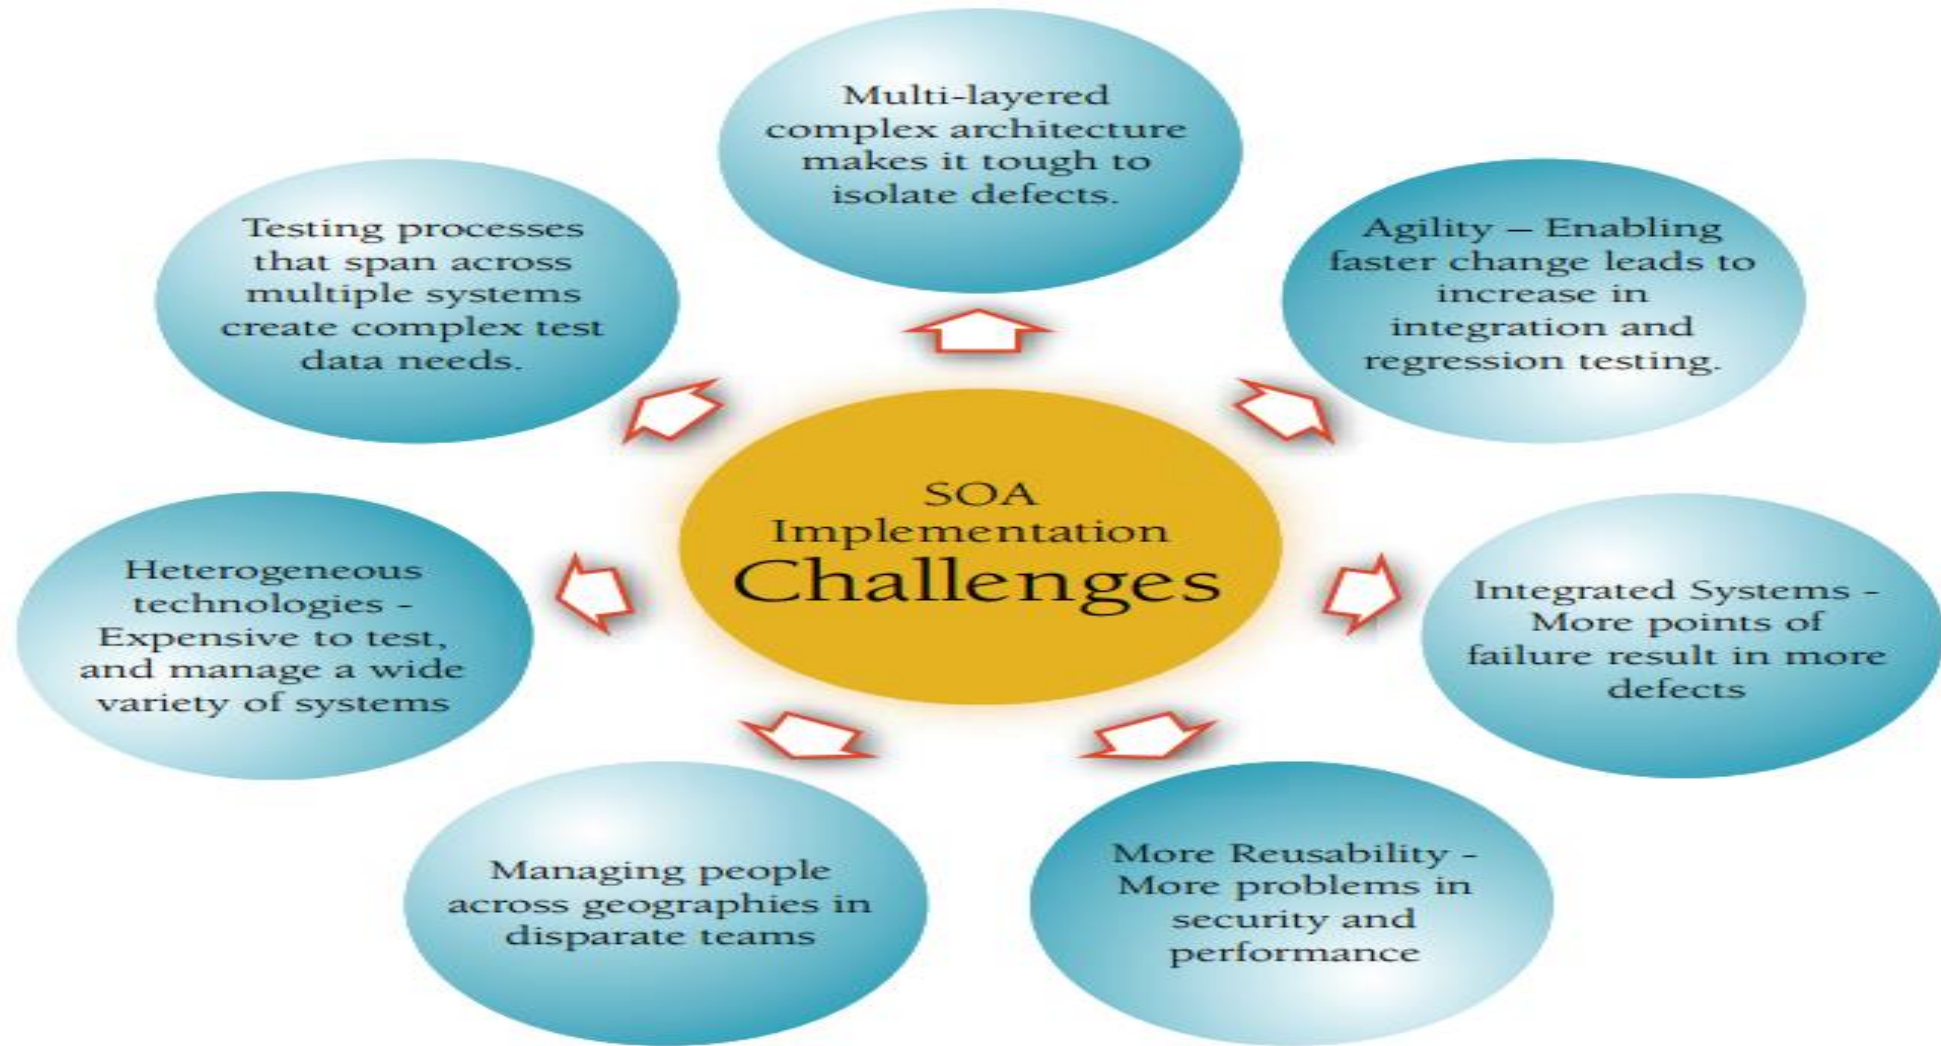 Multi-layered
complex architecture
makes it tough to
isolate defects.
Testing processes
that span across
multiple systems
create complex test
data needs.
Agility – Enabling
faster change leads to
increase in
integration and
regression testing.
SOA
Implementation
Challenges
Heterogeneous
technologies -
Expensive to test,
and manage a wide
variety of systems
Integrated Systems -
More points of
failure result in more
defects
Managing people
across geographies in
disparate teams
More Reusability -
More problems in
security and
performance